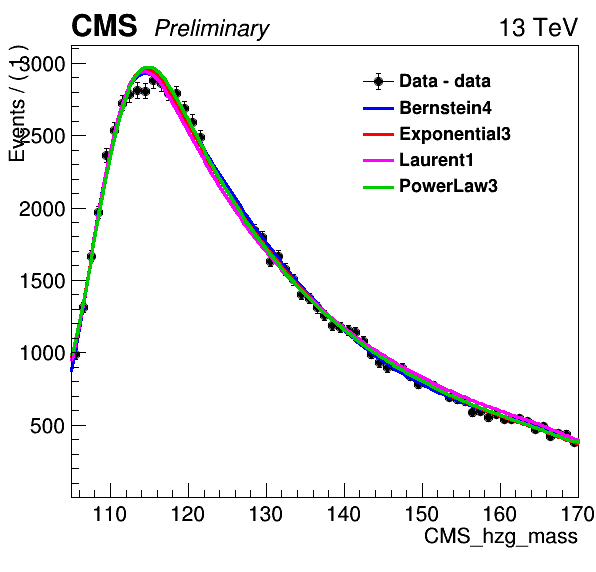 CMS Preliminary 13 TeV
Events / ( 1 )
3000
2500
2000
1500
1000
500
Data - data
Bernstein4
Exponential3
Laurent1
PowerLaw3
110 120 130 140 150 160 170
CMS_hzg_mass